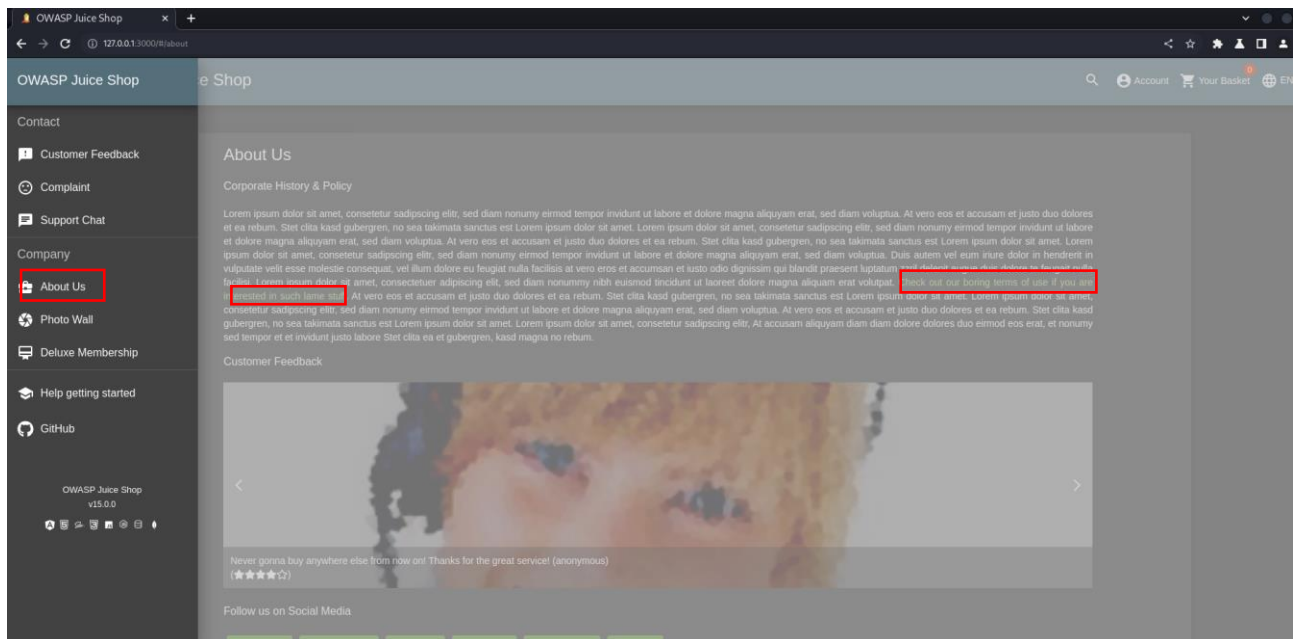 OWASP Juice Shop
127.0.0.1:3000/#/about
OWASP Juice Shop
e Shop
0
Account
Your Basket
EN
Contact
Customer Feedback
Complaint
Support Chat
Company
About Us
Photo Wall
Deluxe Membership
Help getting started
GitHub
OWASP Juice Shop
v15.0.0
About Us
Corporate History & Policy
Lorem ipsum dolor sit amet, consetetur sadipscing elitr, sed diam nonumy eirmod tempor invidunt ut labore et dolore magna aliquyam erat, sed diam voluptua. At vero eos et accusam et justo duo dolores
et ea rebum. Stet clita kasd gubergren, no sea takimata sanctus est Lorem ipsum dolor sit amet. Lorem ipsum dolor sit amet, consetetur sadipscing elitr, sed diam nonumy eirmod tempor invidunt ut labore
et dolore magna aliquyam erat, sed diam voluptua. At vero eos et accusam et justo duo dolores et ea rebum. Stet clita kasd gubergren, no sea takimata sanctus est Lorem ipsum dolor sit amet. Lorem
ipsum dolor sit amet, consetetur sadipscing elitr, sed diam nonumy eirmod tempor invidunt ut labore et dolore magna aliquyam erat, sed diam voluptua. Duis autem vel eum iriure dolor in hendrerit in
vulputate velit esse molestie consequat, vel illum dolore eu feugiat nulla facilisis at vero eros et accumsan et iusto odio dignissim qui blandit praesent luptatum zzril delenit augue duis dolore te feugait nulla
facilisi. Lorem ipsum dolor sit amet, consectetuer adipiscing elit, sed diam nonummy nibh euismod tincidunt ut laoreet dolore magna aliquam erat volutpat. Check out our boring terms of use if you are
interested in such lame stuff. At vero eos et accusam et justo duo dolores et ea rebum. Stet clita kasd gubergren, no sea takimata sanctus est Lorem ipsum dolor sit amet. Lorem ipsum dolor sit amet,
consetetur sadipscing elitr, sed diam nonumy eirmod tempor invidunt ut labore et dolore magna aliquyam erat, sed diam voluptua. At vero eos et accusam et justo duo dolores et ea rebum. Stet clita kasd
gubergren, no sea takimata sanctus est Lorem ipsum dolor sit amet. Lorem ipsum dolor sit amet, consetetur sadipscing elitr, At accusam aliquyam diam diam dolore dolores duo eirmod eos erat, et nonumy
sed tempor et et invidunt justo labore Stet clita ea et gubergren, kasd magna no rebum.
Customer Feedback
Never gonna buy anywhere else from now on! Thanks for the great service! (anonymous)
(★★★★☆)
Follow us on Social Media